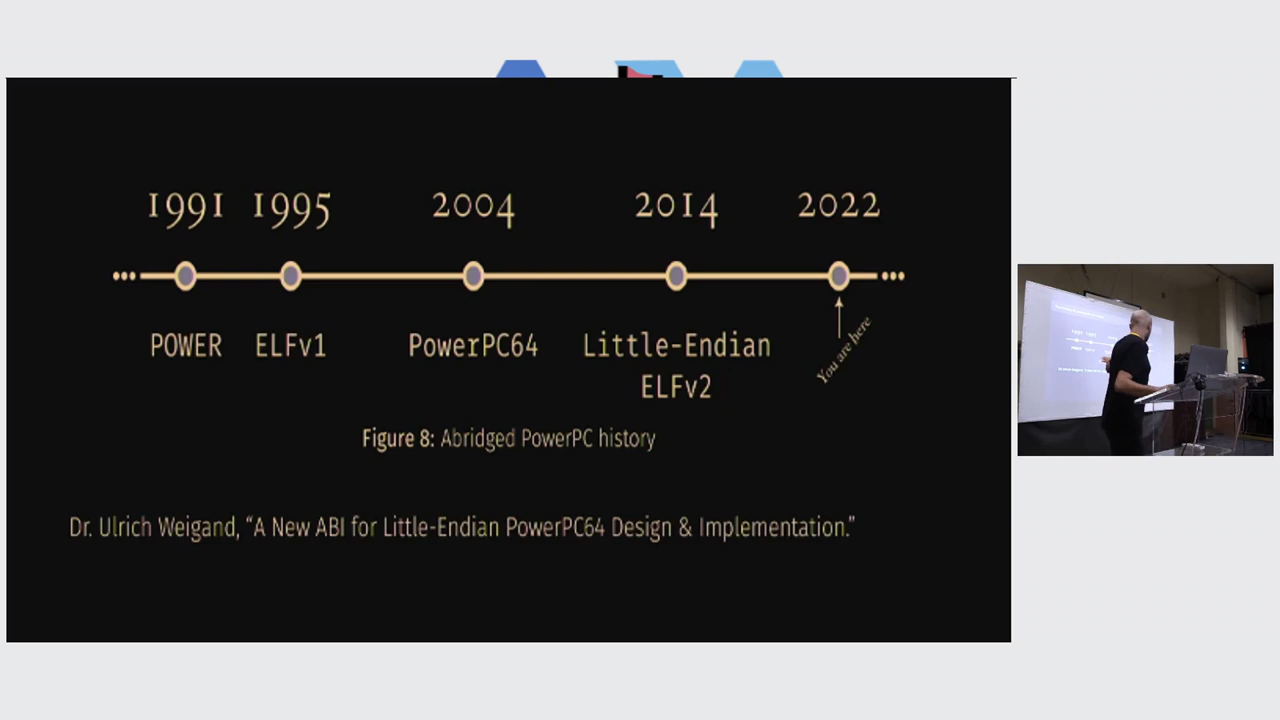 1991 1995 2004 2014 2022
POWER ELFv1 PowerPC64 Little-Endian
ELFv2
You are here
Figure 8: Abridged PowerPC history
Dr. Ulrich Weigand, “A New ABI for Little-Endian PowerPC64 Design & Implementation.”